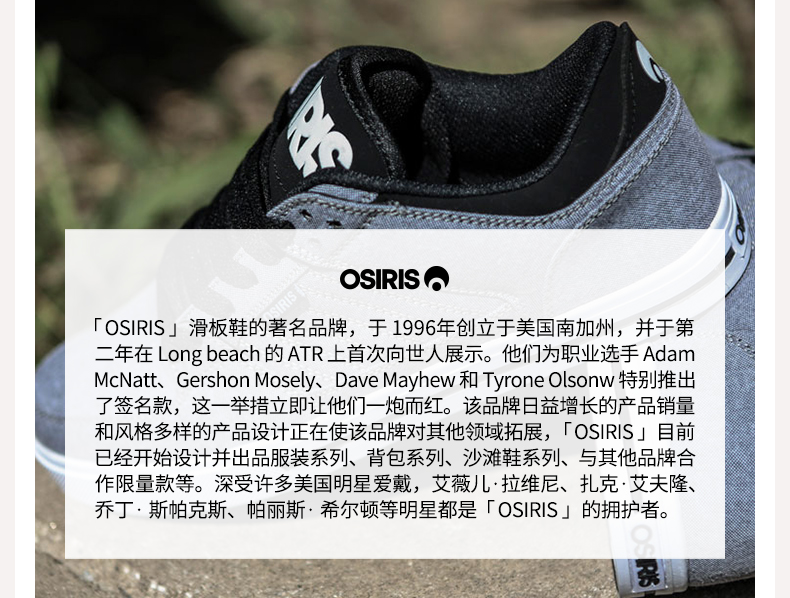 OSIRIS
「OSIRIS」滑板鞋的著名品牌，于 1996年创立于美国南加州，并于第
二年在 Long beach 的 ATR 上首次向世人展示。他们为职业选手 Adam
McNatt、Gershon Mosely、Dave Mayhew 和 Tyrone Olsonw 特别推出
了签名款，这一举措立即让他们一炮而红。该品牌日益增长的产品销量
和风格多样的产品设计正在使该品牌对其他领域拓展，「OSIRIS」目前
已经开始设计并出品服装系列、背包系列、沙滩鞋系列、与其他品牌合
作限量款等。深受许多美国明星爱戴，艾薇儿·拉维尼、扎克·艾夫隆、
乔丁· 斯帕克斯、帕丽斯· 希尔顿等明星都是「OSIRIS」的拥护者。
OSIRIS